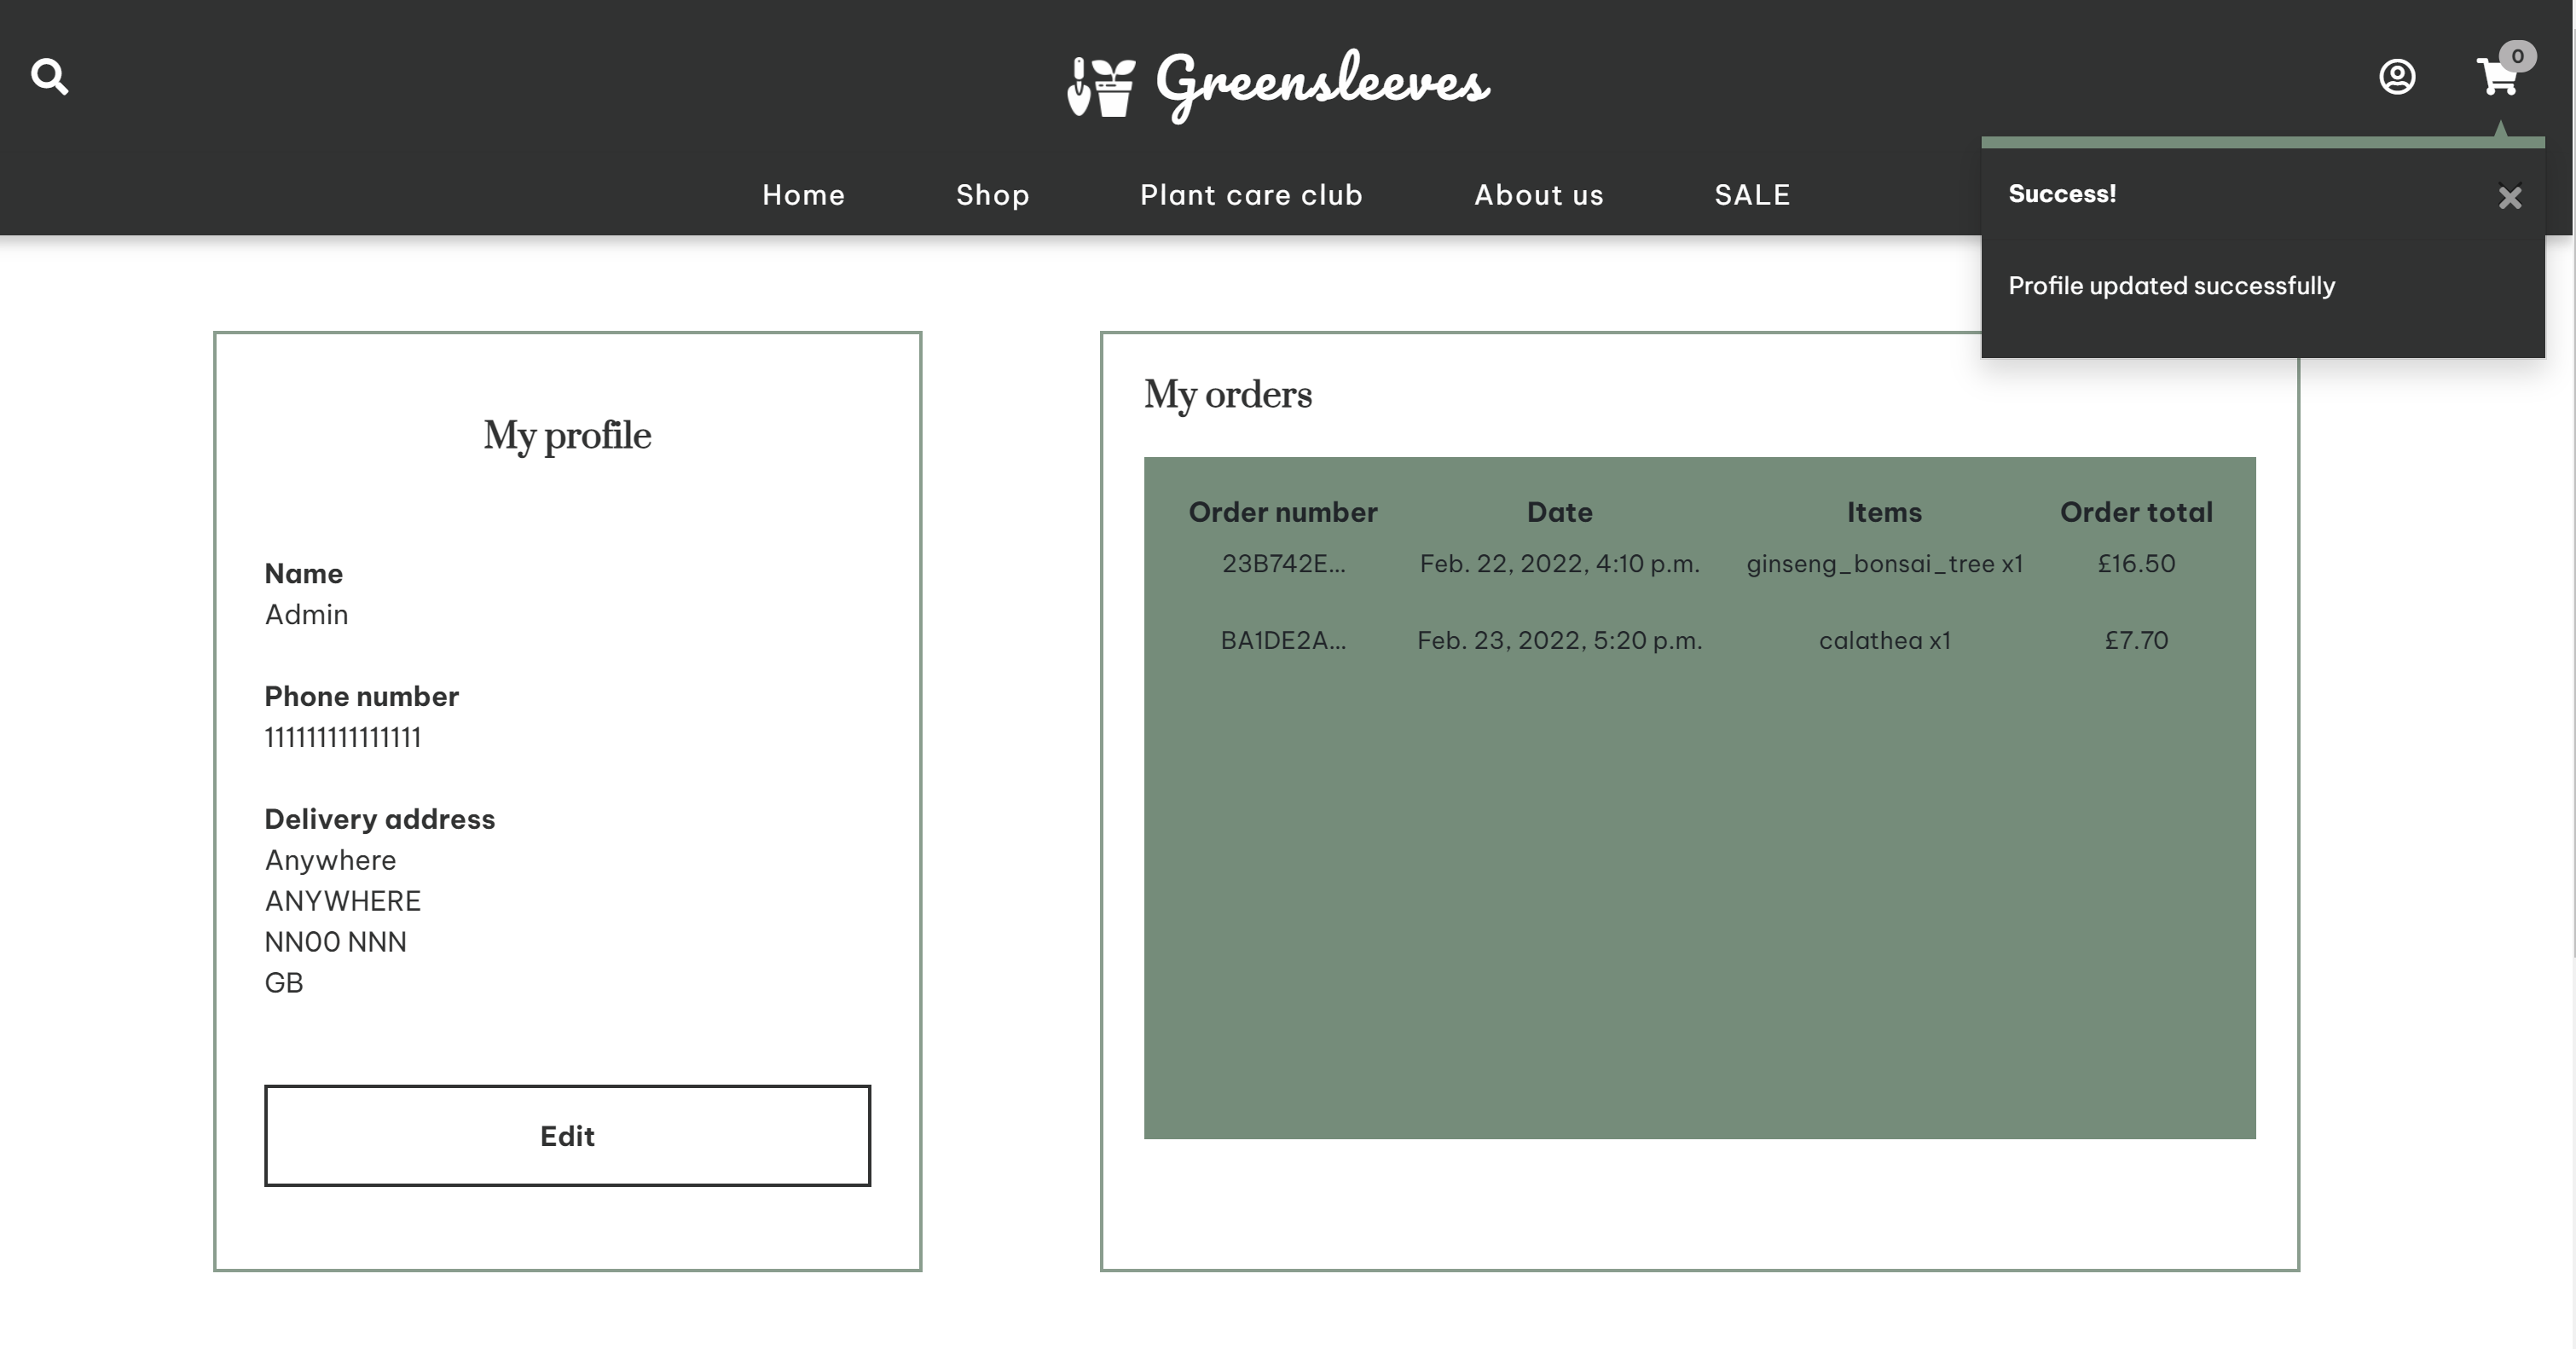 Greensleeves
0
Home Shop Plant care club About us SALE
Success!
Profile updated successfully
My profile
Name
Admin
Phone number
111111111111111
Delivery address
Anywhere
ANYWHERE
NN00 NNN
GB
Edit
My orders
Order number Date Items Order total
23B742E... Feb. 22, 2022, 4:10 p.m. ginseng_bonsai_tree x1 £16.50
BA1DE2A... Feb. 23, 2022, 5:20 p.m. calathea x1 £7.70